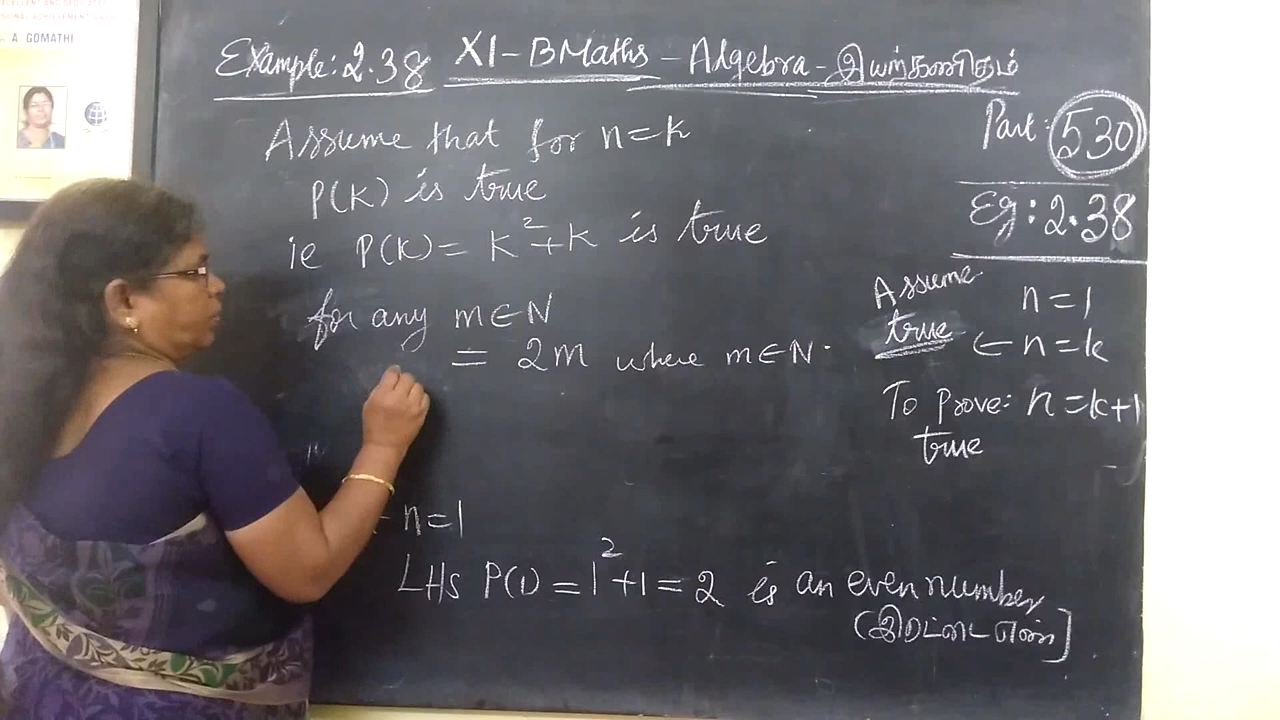 A GOMATHI
Example: 2.38 XI - B Maths - Algebra - இயற்கணிதம்
Part: 530
Eg: 2.38
Assume that for n=k
P(k) is true
ie P(k) = k²+k is true
for any m∈N
= 2m where m∈N.
Assume n=1
true ← n=k
To prove: n=k+1
true
n=1
LHS P(1) = 1²+1 = 2 is an even number
(இரட்டை எண்]